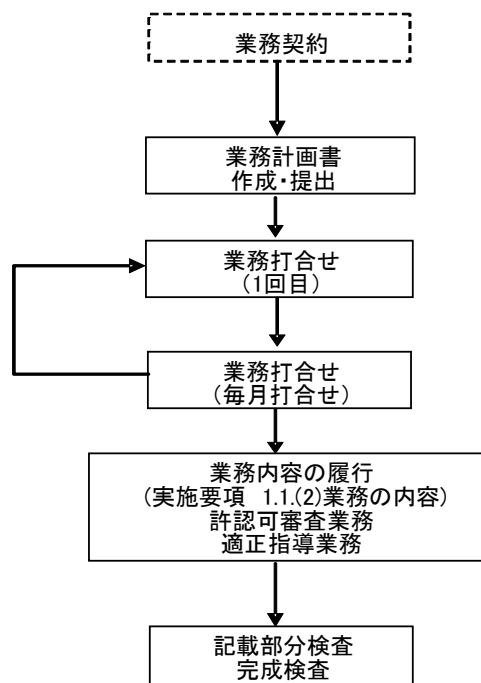 業務契約
業務計画書
作成・提出
業務打合せ
(1回目)
業務打合せ
(毎月打合せ)
業務内容の履行
(実施要項 1.1.(2)業務の内容)
許認可審査業務
適正指導業務
記載部分検査
完成検査